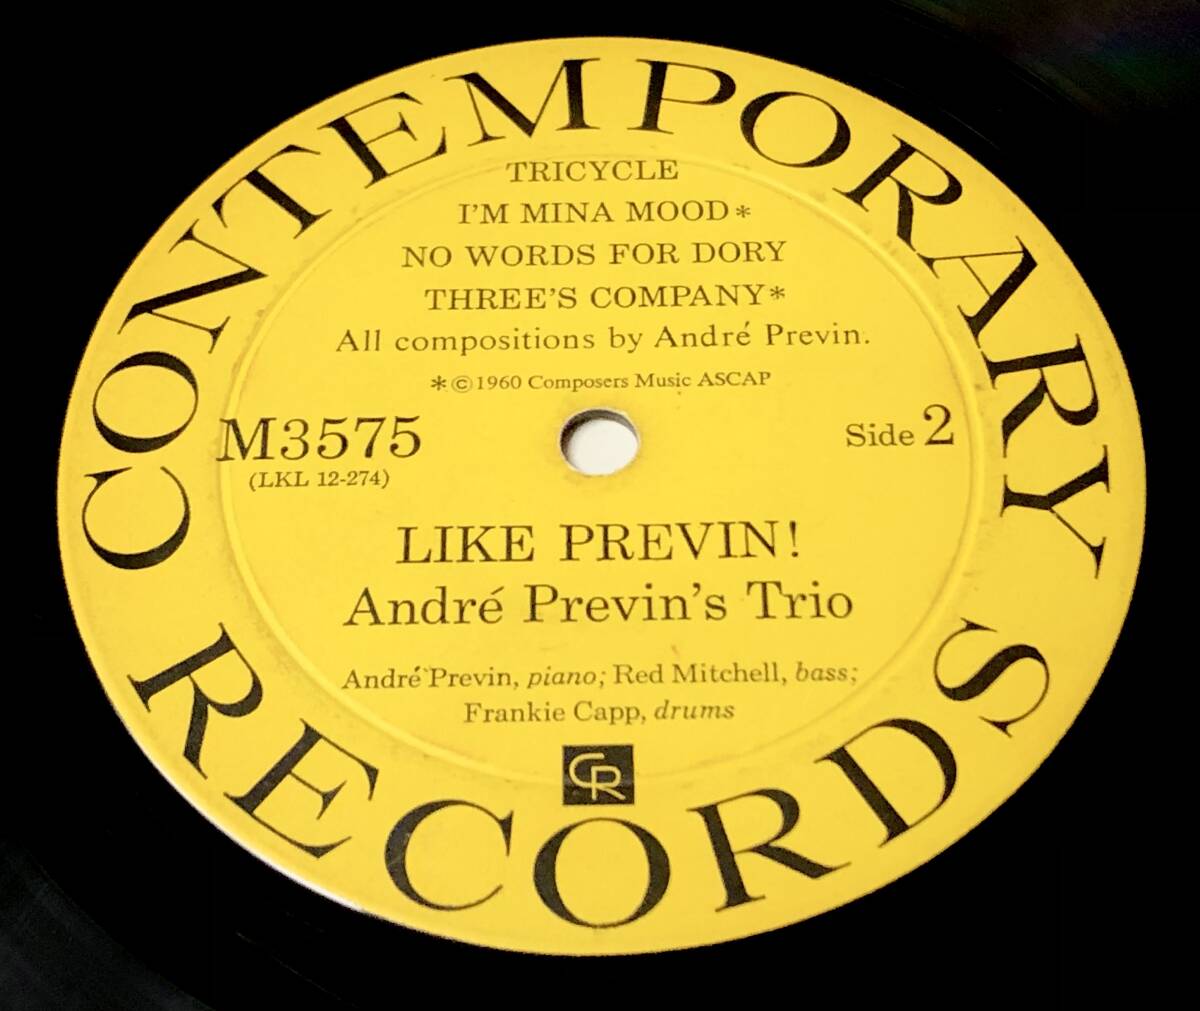 CONTEMPORARY
TRICYCLE
I'M MINA MOOD*
NO WORDS FOR DORY
THREE'S COMPANY*
All compositions by André Previn.
*©1960 Composers Music ASCAP
M3575
(LKL 12-274)
Side 2
LIKE PREVIN!
André Previn's Trio
André Previn, piano; Red Mitchell, bass;
Frankie Capp, drums
CR
RECORDS